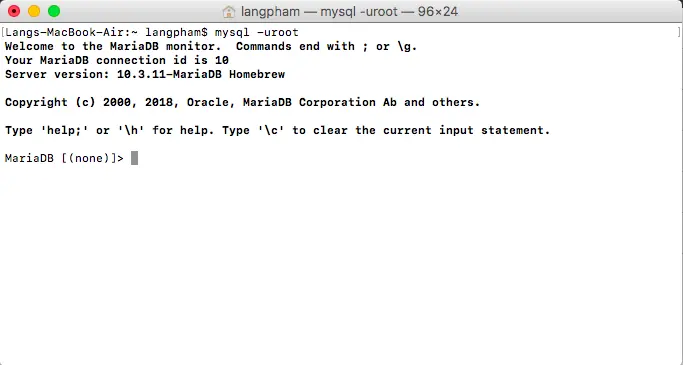 langpham — mysql -uroot — 96×24
[Langs-MacBook-Air:~ langpham$ mysql -uroot ]
Welcome to the MariaDB monitor.  Commands end with ; or \g.
Your MariaDB connection id is 10
Server version: 10.3.11-MariaDB Homebrew
Copyright (c) 2000, 2018, Oracle, MariaDB Corporation Ab and others.
Type 'help;' or '\h' for help. Type '\c' to clear the current input statement.
MariaDB [(none)]>